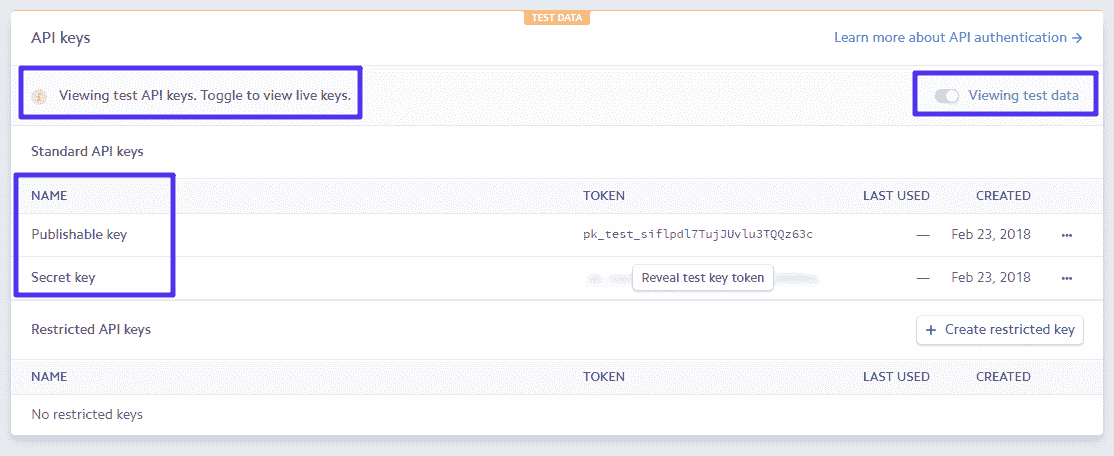 TEST DATA
API keys
Learn more about API authentication →
Viewing test API keys. Toggle to view live keys.
Viewing test data
Standard API keys
NAME TOKEN LAST USED CREATED
Publishable key pk_test_siflpdl7TujJUvlu3TQQz63c — Feb 23, 2018 •••
Secret key Reveal test key token — Feb 23, 2018 •••
Restricted API keys
+ Create restricted key
NAME TOKEN LAST USED CREATED
No restricted keys